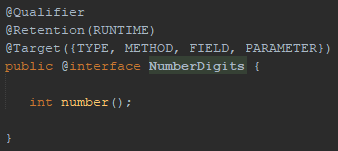 @Qualifier
@Retention(RUNTIME)
@Target({TYPE, METHOD, FIELD, PARAMETER})
public @interface NumberDigits {
int number();
}